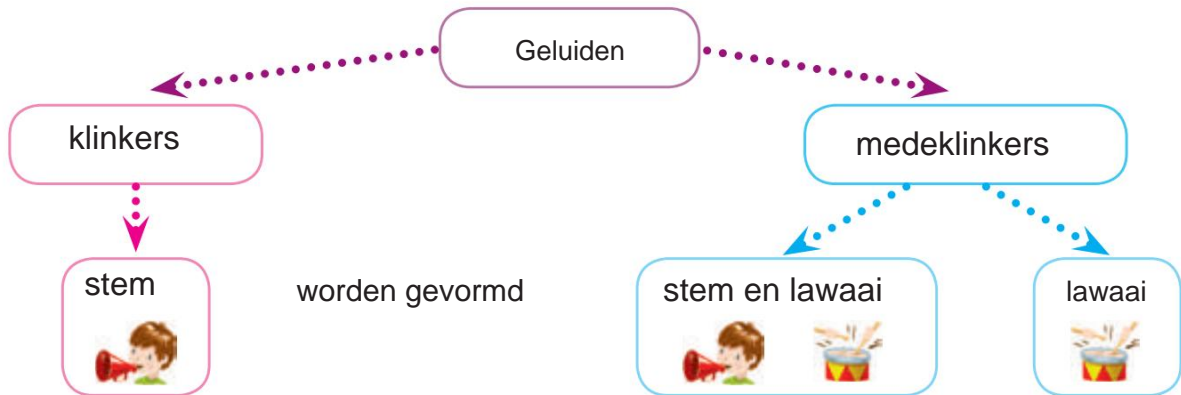 Geluiden
klinkers
medeklinkers
stem
worden gevormd
stem en lawaai
lawaai